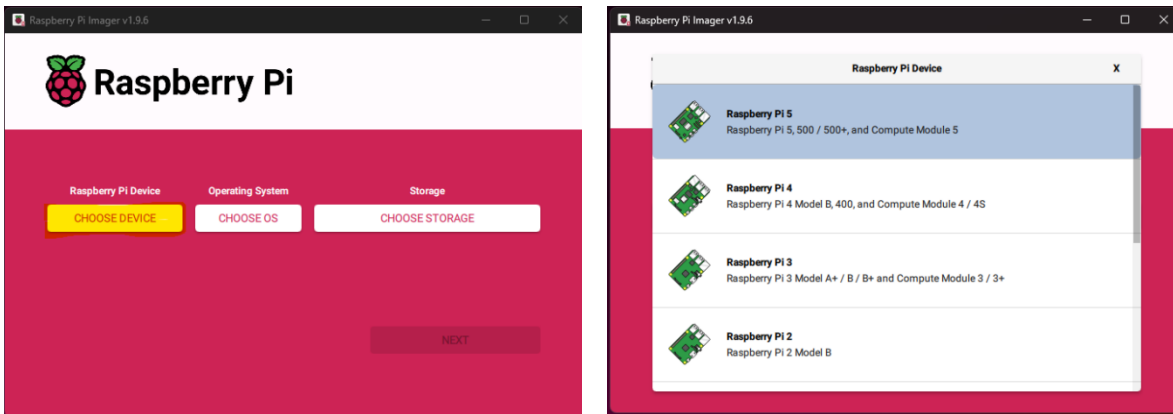 Raspberry Pi Imager v1.9.6
Raspberry Pi
Raspberry Pi Device
Operating System
Storage
CHOOSE DEVICE
CHOOSE OS
CHOOSE STORAGE
NEXT
Raspberry Pi Imager v1.9.6
Raspberry Pi Device
X
Raspberry Pi 5
Raspberry Pi 5, 500 / 500+, and Compute Module 5
Raspberry Pi 4
Raspberry Pi 4 Model B, 400, and Compute Module 4 / 4S
Raspberry Pi 3
Raspberry Pi 3 Model A+ / B / B+ and Compute Module 3 / 3+
Raspberry Pi 2
Raspberry Pi 2 Model B